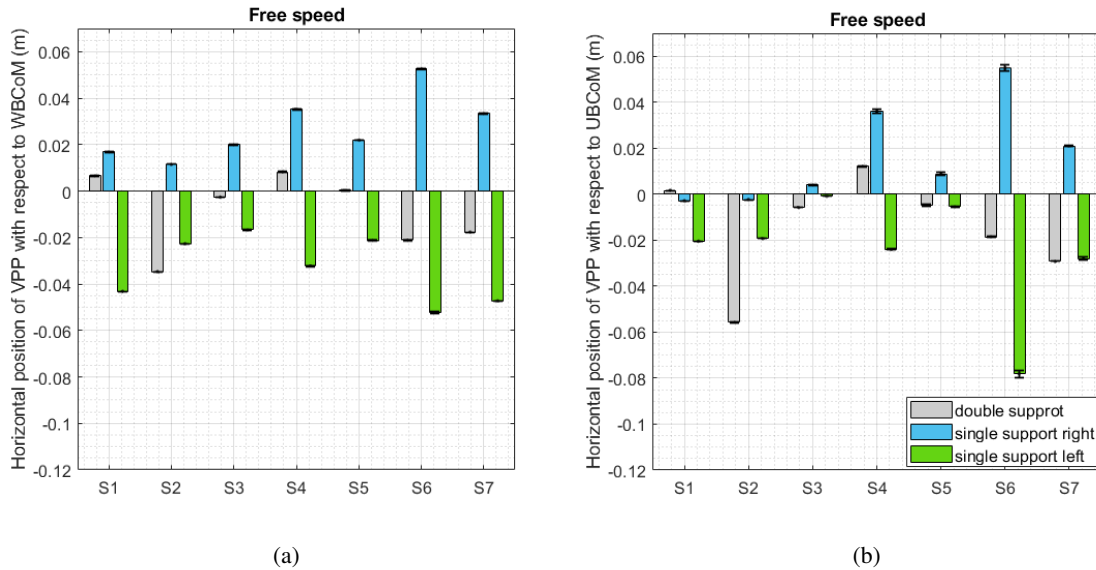 Free speed
Horizontal position of VPP with respect to WBCoM (m)
0.06
0.04
0.02
0
-0.02
-0.04
-0.06
-0.08
-0.1
-0.12
S1 S2 S3 S4 S5 S6 S7
(a)
Free speed
Horizontal position of VPP with respect to UBCoM (m)
0.06
0.04
0.02
0
-0.02
-0.04
-0.06
-0.08
-0.1
-0.12
double supprot
single support right
single support left
S1 S2 S3 S4 S5 S6 S7
(b)